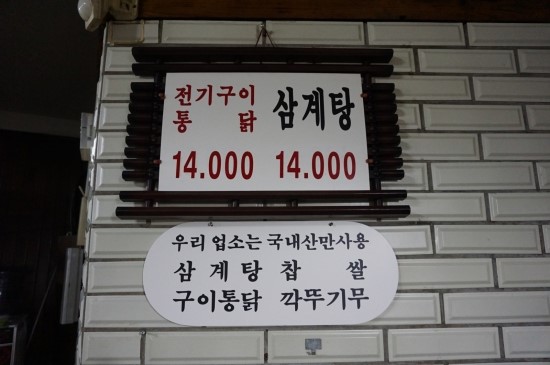 전기구이 삼계탕
통 닭
14.000 14.000
우리 업소는 국내산만사용
삼 계 탕 찹 쌀
구이통닭 깍뚜기무